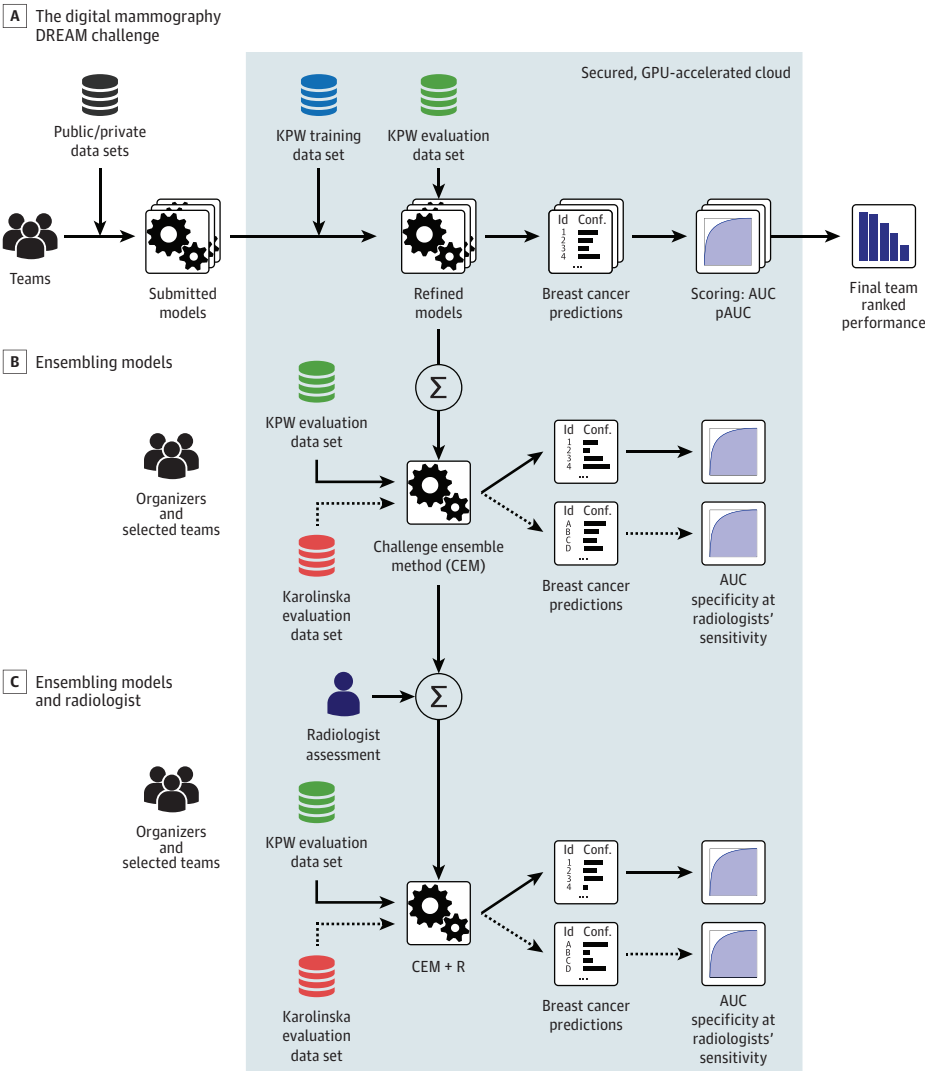 A The digital mammography
DREAM challenge
Secured, GPU-accelerated cloud
Public/private
data sets
KPW training
data set
KPW evaluation
data set
Teams
Submitted
models
Refined
models
Id Conf.
1
2
3
4
...
Breast cancer
predictions
Scoring: AUC
pAUC
Final team
ranked
performance
B Ensembling models
KPW evaluation
data set
Σ
Organizers
and
selected teams
Karolinska
evaluation
data set
Challenge ensemble
method (CEM)
Id Conf.
1
2
3
4
...
Id Conf.
A
B
C
D
...
Breast cancer
predictions
AUC
specificity at
radiologists’
sensitivity
C Ensembling models
and radiologist
Radiologist
assessment
Σ
Organizers
and
selected teams
KPW evaluation
data set
Karolinska
evaluation
data set
CEM + R
Id Conf.
1
2
3
4
...
Id Conf.
A
B
C
D
...
Breast cancer
predictions
AUC
specificity at
radiologists’
sensitivity